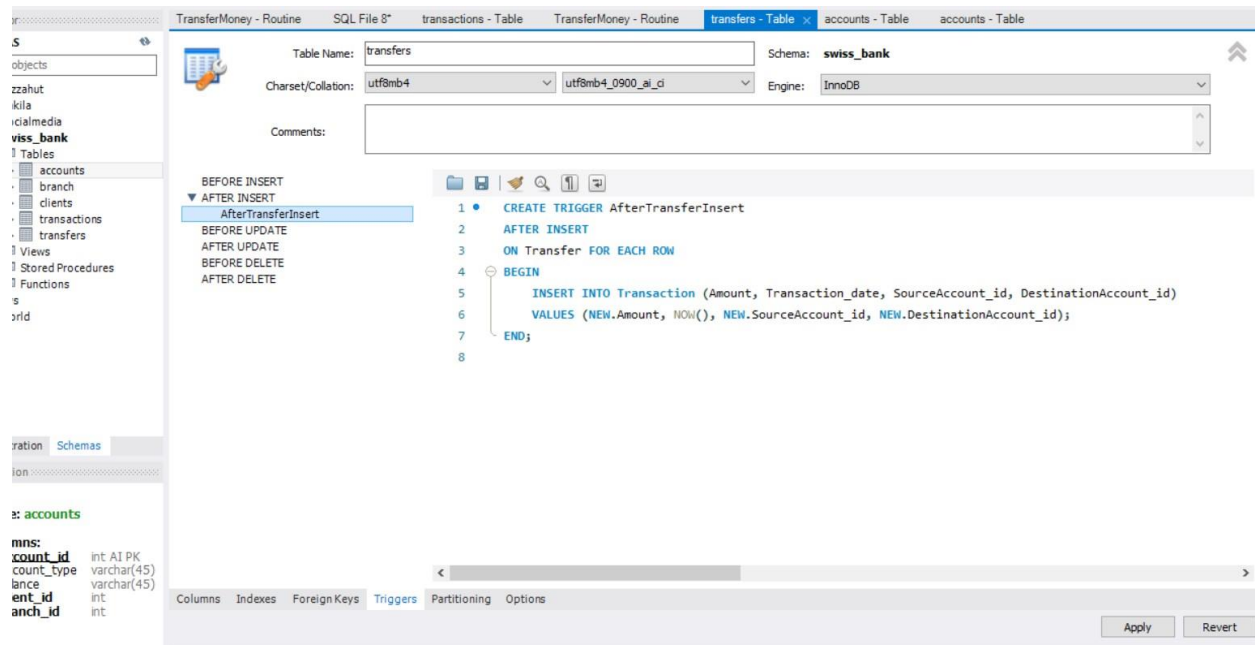 TransferMoney - Routine SQL File 8* transactions - Table TransferMoney - Routine transfers - Table × accounts - Table accounts - Table
Table Name: transfers Schema: swiss_bank
Charset/Collation: utf8mb4 utf8mb4_0900_ai_ci Engine: InnoDB
Comments:
objects
zzahut
kila
cialmedia
viss_bank
Tables
accounts
branch
clients
transactions
transfers
Views
Stored Procedures
Functions
s
orld
ration Schemas
ion
e: accounts
mns:
count_id int AI PK
count_type varchar(45)
lance varchar(45)
ent_id int
anch_id int
BEFORE INSERT
AFTER INSERT
AfterTransferInsert
BEFORE UPDATE
AFTER UPDATE
BEFORE DELETE
AFTER DELETE
1 CREATE TRIGGER AfterTransferInsert
2 AFTER INSERT
3 ON Transfer FOR EACH ROW
4 BEGIN
5 INSERT INTO Transaction (Amount, Transaction_date, SourceAccount_id, DestinationAccount_id)
6 VALUES (NEW.Amount, NOW(), NEW.SourceAccount_id, NEW.DestinationAccount_id);
7 END;
8
Columns Indexes Foreign Keys Triggers Partitioning Options
Apply Revert